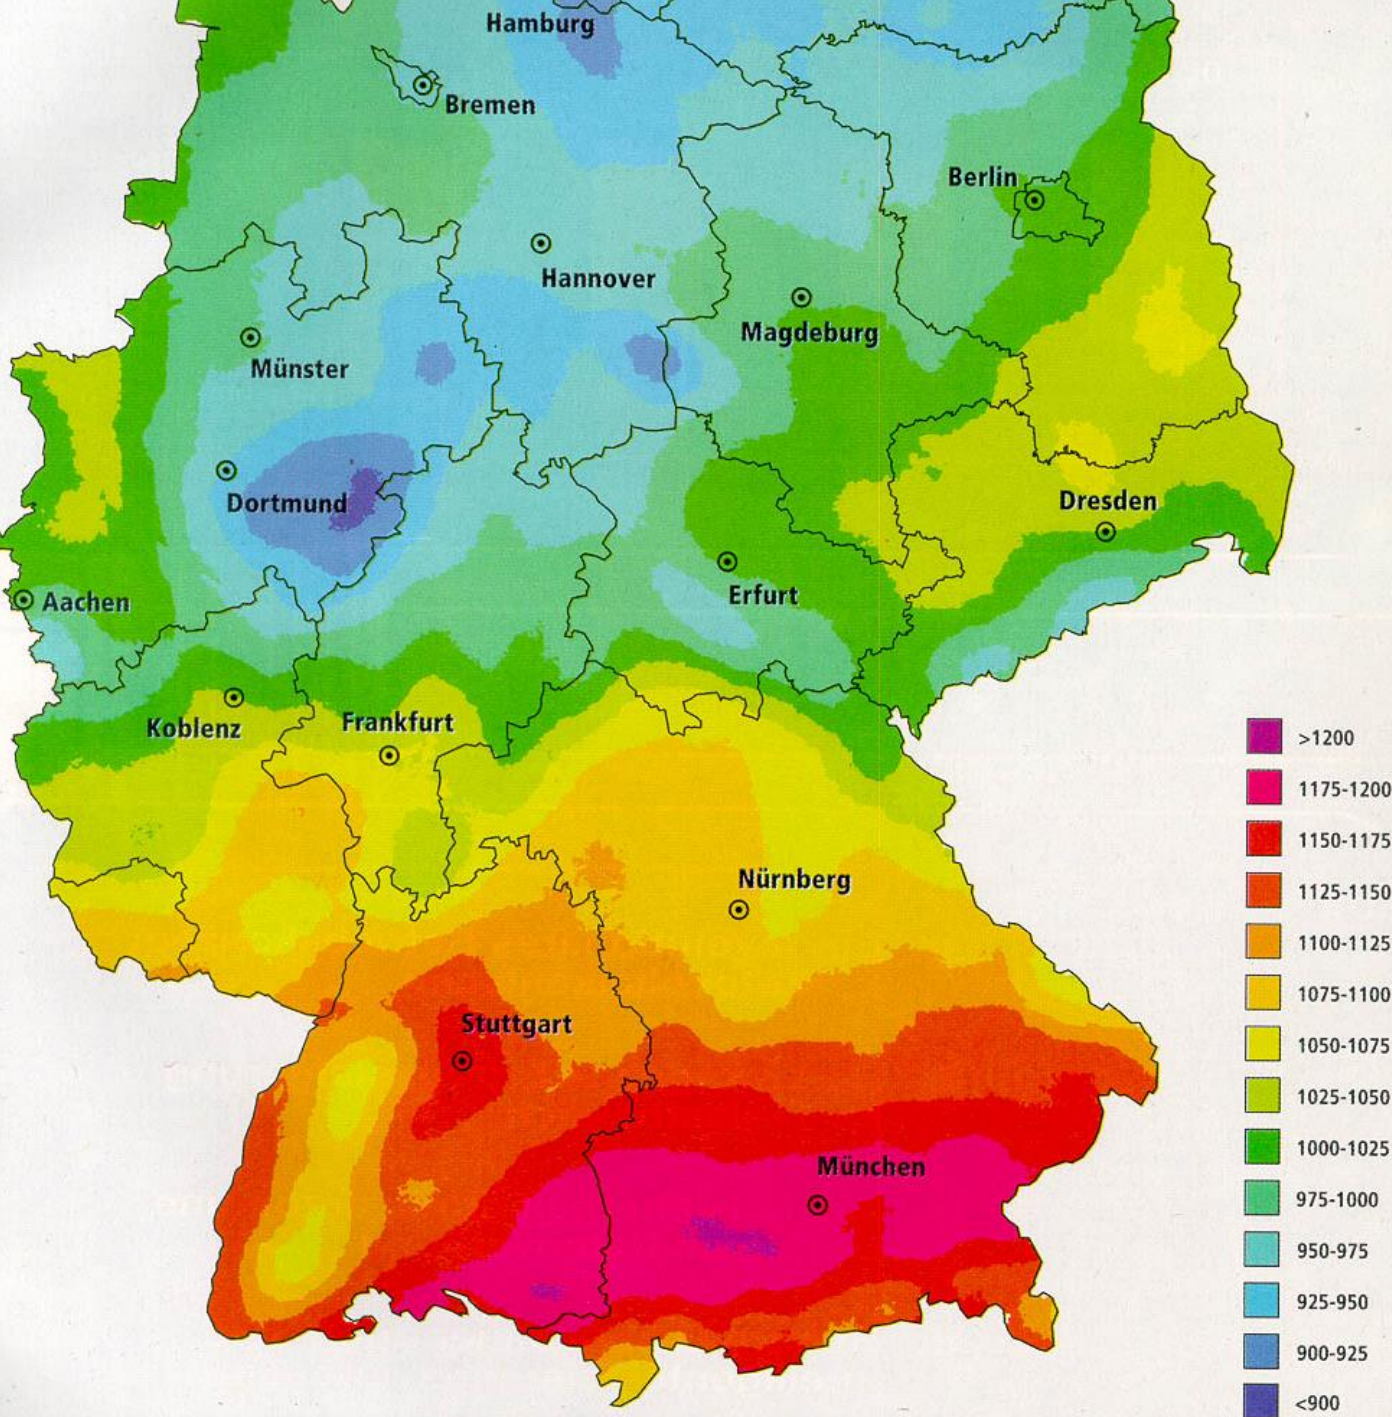 Hamburg
Bremen
Berlin
Hannover
Magdeburg
Münster
Dortmund
Dresden
Erfurt
Aachen
Koblenz
Frankfurt
Nürnberg
Stuttgart
München
>1200
1175-1200
1150-1175
1125-1150
1100-1125
1075-1100
1050-1075
1025-1050
1000-1025
975-1000
950-975
925-950
900-925
<900